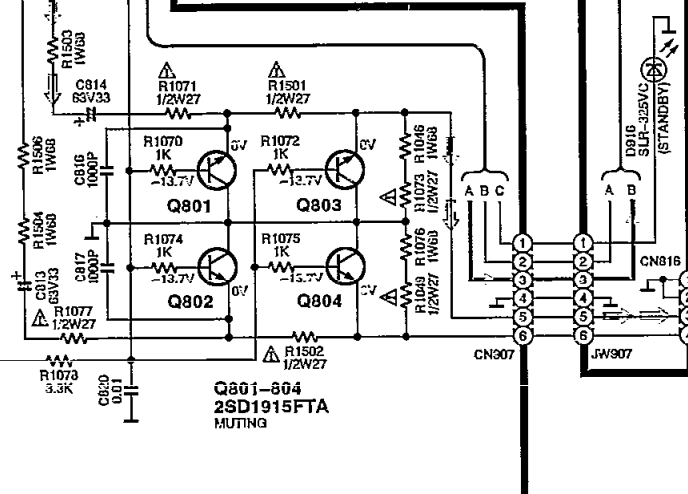 R1503
1W68
C814
63V33
R1071
1/2W27
R1501
1/2W27
D916
SLR-325VC
(STANDBY)
R1506
1W68
C816
1000P
R1070
1K
0V
-13.7V
Q801
R1072
1K
-13.7V
Q803
0V
R1046
1W68
R1073
1/2W27
A B C
A B
R1504
1W68
C817
1000P
R1074
1K
-13.7V
Q802
0V
R1075
1K
-13.7V
Q804
0V
R1076
1W68
R1049
1/2W27
1 1
2 2
3 3
4 4
5 5
6 6
CN816
C813
63V33
R1077
1/2W27
R1502
1/2W27
CN907
JW907
R1078
3.3K
C820
0.01
Q801-804
2SD1915FTA
MUTING